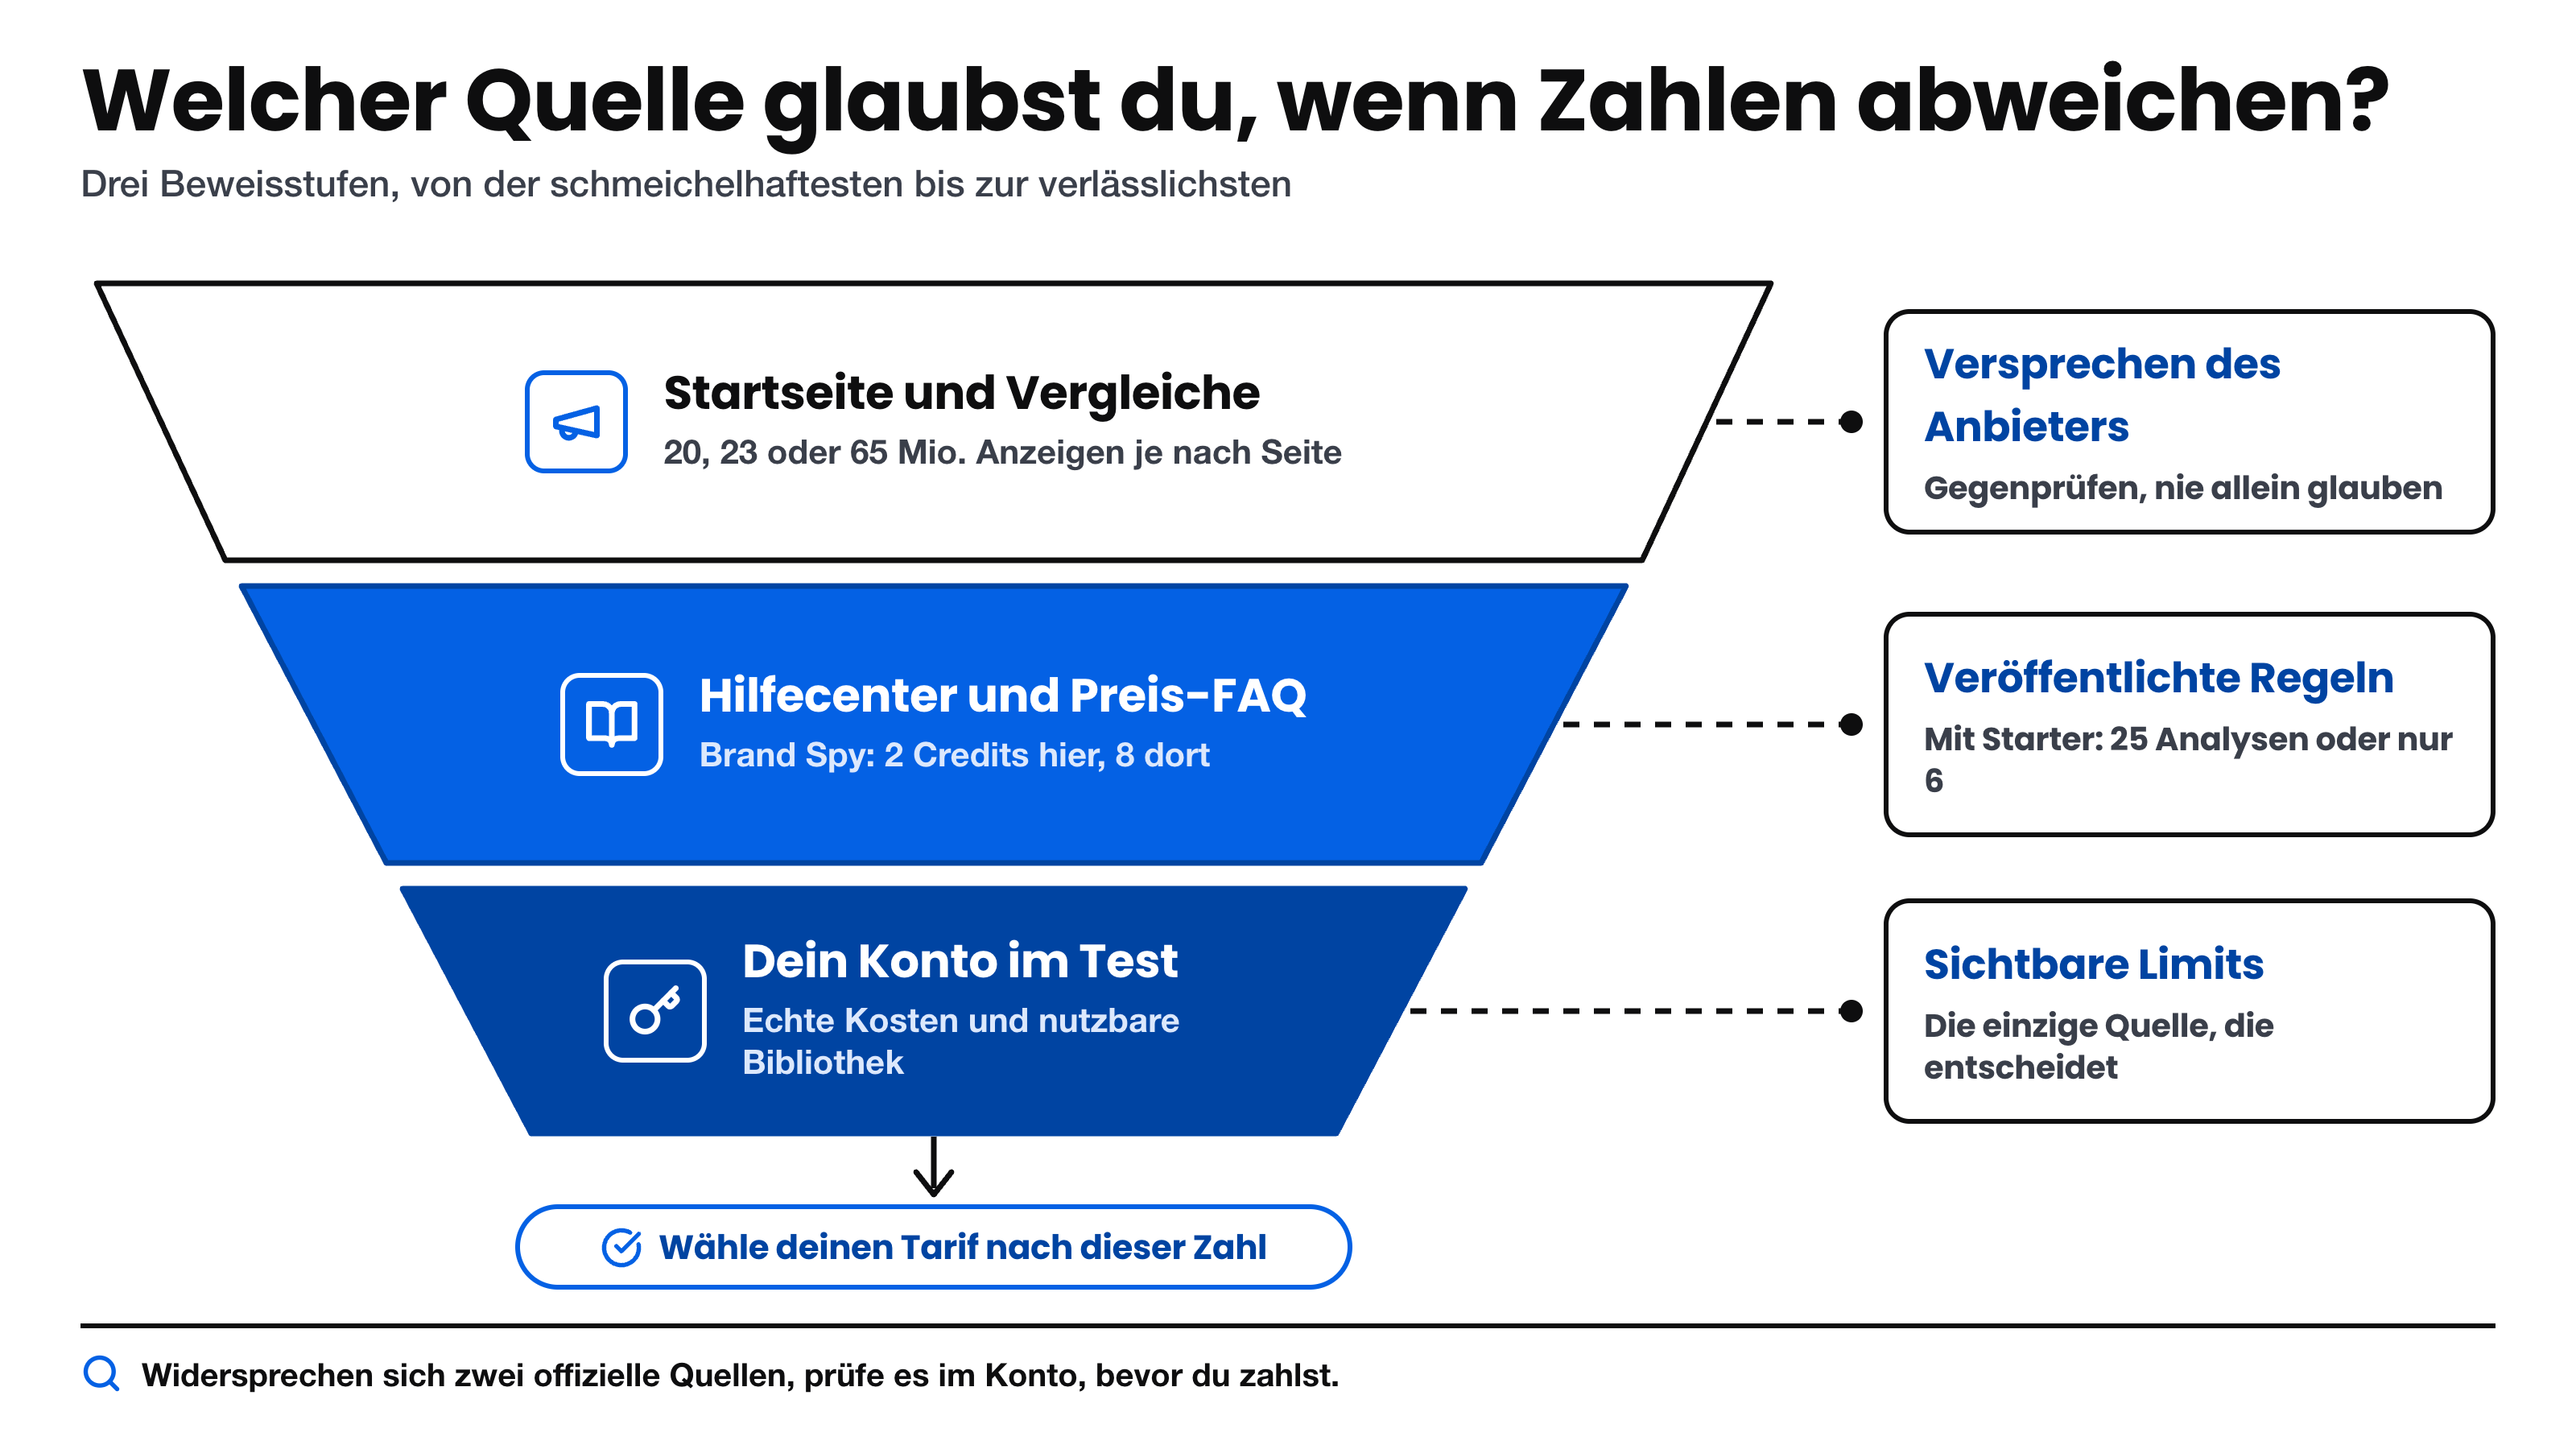 Welcher Quelle glaubst du, wenn Zahlen abweichen?
Drei Beweisstufen, von der schmeichelhaftesten bis zur verlässlichsten
Startseite und Vergleiche
20, 23 oder 65 Mio. Anzeigen je nach Seite
Versprechen des
Anbieters
Gegenprüfen, nie allein glauben
Hilfecenter und Preis-FAQ
Brand Spy: 2 Credits hier, 8 dort
Veröffentlichte Regeln
Mit Starter: 25 Analysen oder nur
6
Dein Konto im Test
Echte Kosten und nutzbare
Bibliothek
Sichtbare Limits
Die einzige Quelle, die
entscheidet
Wähle deinen Tarif nach dieser Zahl
Widersprechen sich zwei offizielle Quellen, prüfe es im Konto, bevor du zahlst.